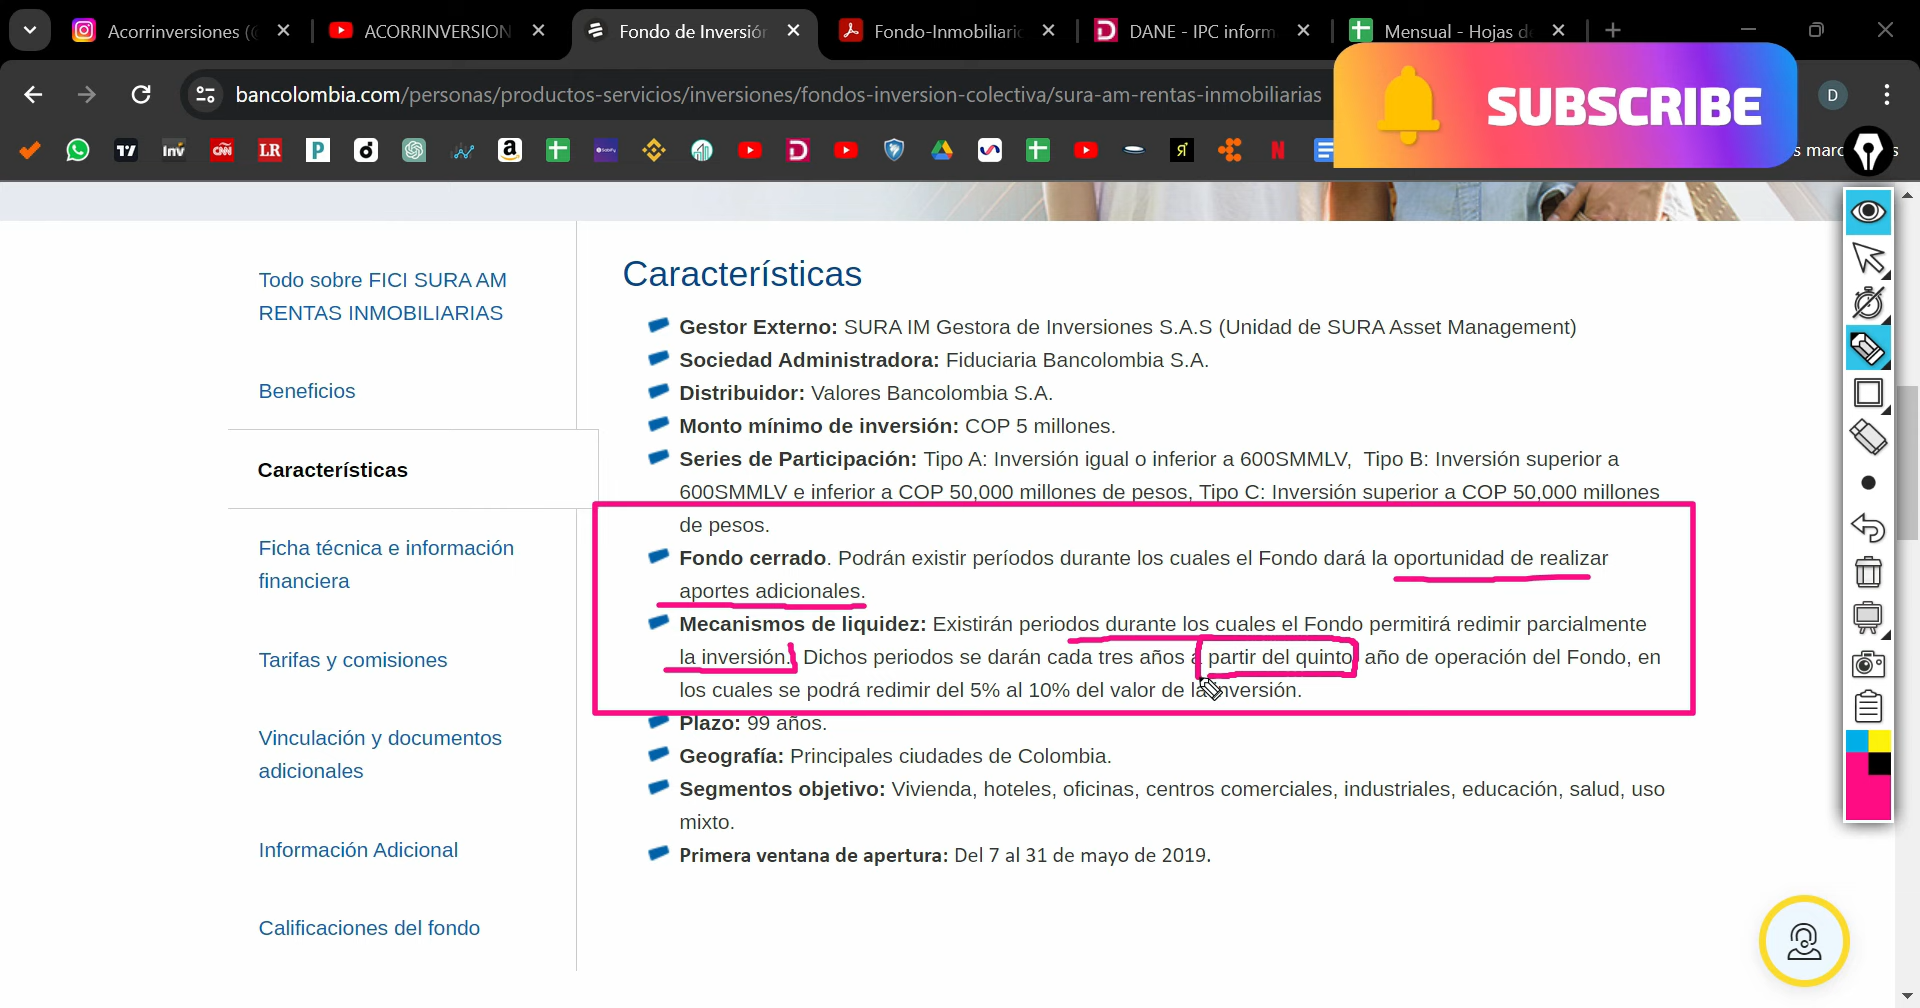 Acorrinversiones (
ACORRINVERSION
Fondo de Inversión
Fondo-Inmobiliari
DANE - IPC inform
Mensual - Hojas d
bancolombia.com/personas/productos-servicios/inversiones/fondos-inversion-colectiva/sura-am-rentas-inmobiliarias
SUBSCRIBE
D
Inv
CNN
LR
P
a
N
s marc
s
Todo sobre FICI SURA AM
RENTAS INMOBILIARIAS
Beneficios
Características
Ficha técnica e información
financiera
Tarifas y comisiones
Vinculación y documentos
adicionales
Información Adicional
Calificaciones del fondo
Características
Gestor Externo: SURA IM Gestora de Inversiones S.A.S (Unidad de SURA Asset Management)
Sociedad Administradora: Fiduciaria Bancolombia S.A.
Distribuidor: Valores Bancolombia S.A.
Monto mínimo de inversión: COP 5 millones.
Series de Participación: Tipo A: Inversión igual o inferior a 600SMMLV, Tipo B: Inversión superior a
600SMMLV e inferior a COP 50,000 millones de pesos, Tipo C: Inversión superior a COP 50,000 millones
de pesos.
Fondo cerrado. Podrán existir períodos durante los cuales el Fondo dará la oportunidad de realizar
aportes adicionales.
Mecanismos de liquidez: Existirán periodos durante los cuales el Fondo permitirá redimir parcialmente
la inversión. Dichos periodos se darán cada tres años a partir del quinto año de operación del Fondo, en
los cuales se podrá redimir del 5% al 10% del valor de la inversión.
Plazo: 99 años.
Geografía: Principales ciudades de Colombia.
Segmentos objetivo: Vivienda, hoteles, oficinas, centros comerciales, industriales, educación, salud, uso
mixto.
Primera ventana de apertura: Del 7 al 31 de mayo de 2019.